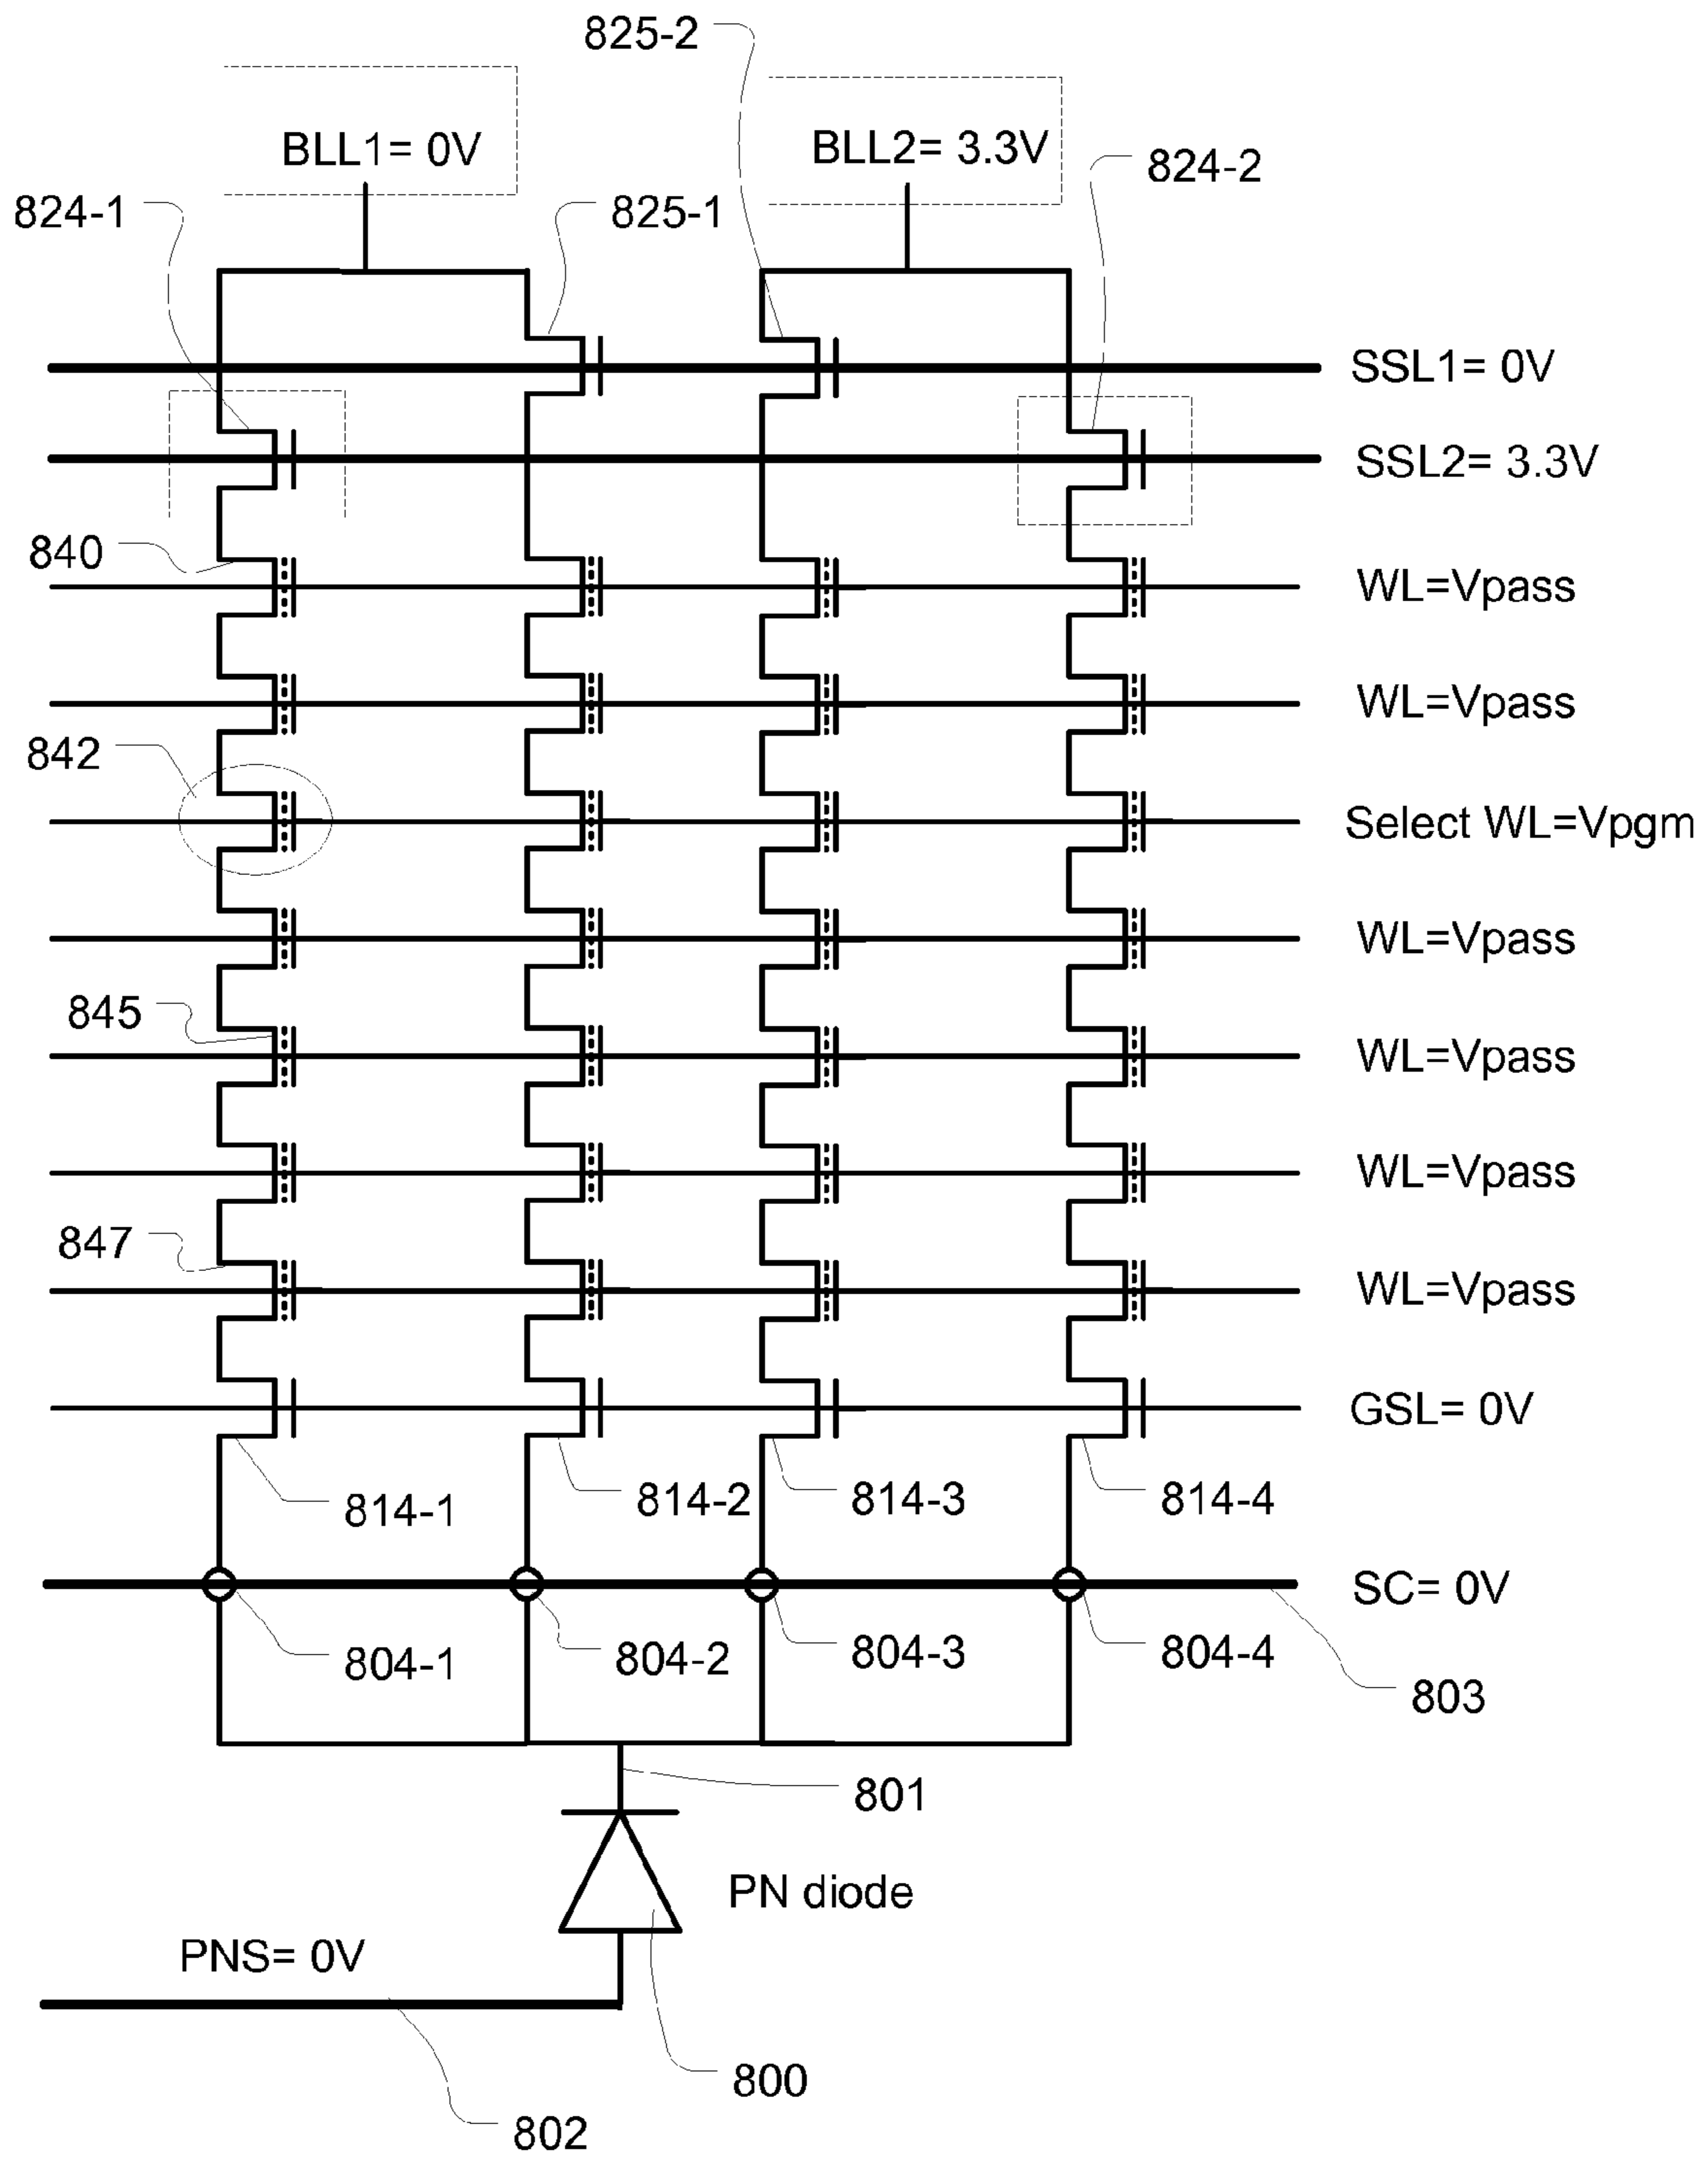 825-2
BLL1= 0V
BLL2= 3.3V
824-2
824-1
825-1
SSL1= 0V
SSL2= 3.3V
840
WL=Vpass
WL=Vpass
842
Select WL=Vpgm
WL=Vpass
845
WL=Vpass
WL=Vpass
847
WL=Vpass
GSL= 0V
814-1
814-2
814-3
814-4
SC= 0V
804-1
804-2
804-3
804-4
803
801
PN diode
PNS= 0V
800
802